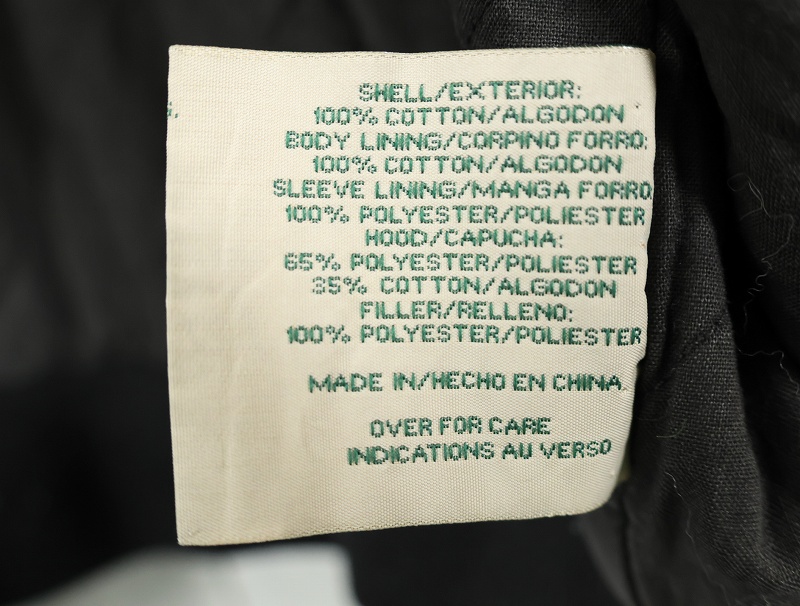 SHELL/EXTERIOR:
100% COTTON/ALGODON
BODY LINING/CORPINO FORRO:
100% COTTON/ALGODON
SLEEVE LINING/MANGA FORRO
100% POLYESTER/POLIESTER
HOOD/CAPUCHA:
65% POLYESTER/POLIESTER
35% COTTON/ALGODON
FILLER/RELLENO:
100% POLYESTER/POLIESTER
MADE IN/HECHO EN CHINA
OVER FOR CARE
INDICATIONS AU VERSO